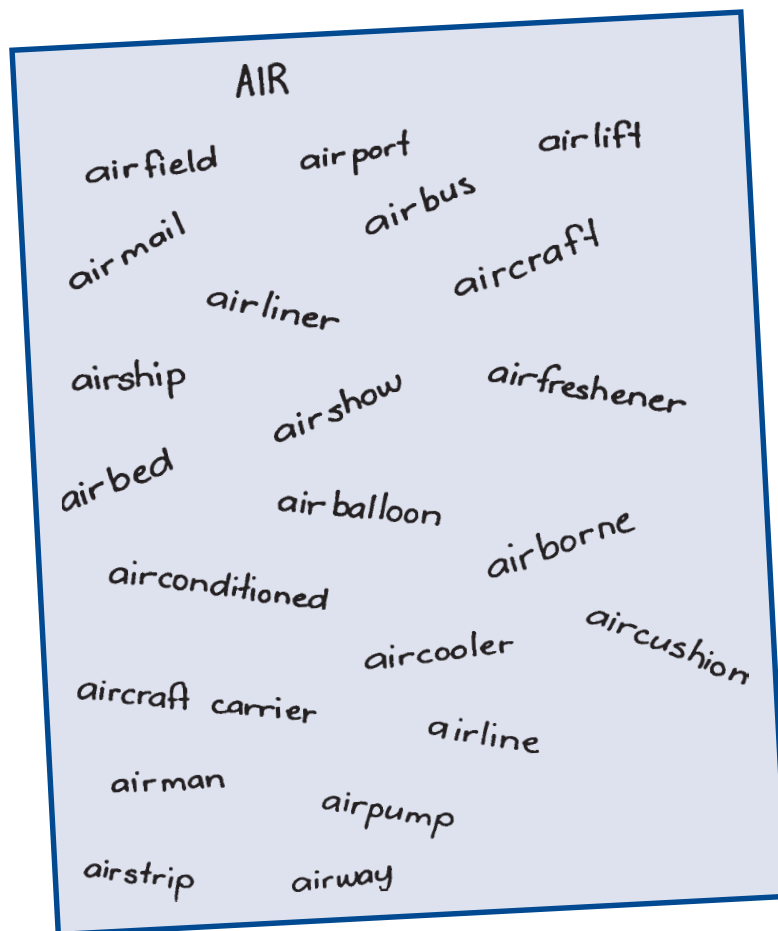 AIR
airfield airport airlift
airmail airbus
airliner aircraft
airship airshow airfreshener
airbed airballoon
airborne
airconditioned
aircooler aircushion
aircraft carrier airline
airman airpump
airstrip airway